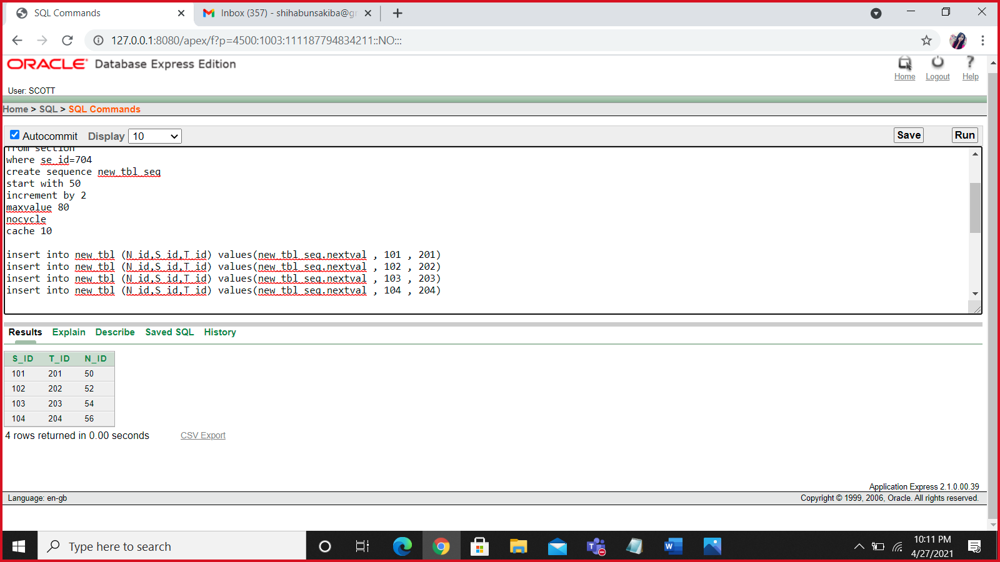 SQL Commands
Inbox (357) - shihabunsakiba@g
127.0.0.1:8080/apex/f?p=4500:1003:111187794834211::NO:::
ORACLE Database Express Edition
Home Logout Help
User: SCOTT
Home > SQL > SQL Commands
Autocommit Display 10 Save Run
from section
where se_id=704
create sequence new_tbl_seq
start with 50
increment by 2
maxvalue 80
nocycle
cache 10
insert into new_tbl (N_id,S_id,T_id) values(new_tbl_seq.nextval , 101 , 201)
insert into new_tbl (N_id,S_id,T_id) values(new_tbl_seq.nextval , 102 , 202)
insert into new_tbl (N_id,S_id,T_id) values(new_tbl_seq.nextval , 103 , 203)
insert into new_tbl (N_id,S_id,T_id) values(new_tbl_seq.nextval , 104 , 204)
Results Explain Describe Saved SQL History
S_ID T_ID N_ID
101 201 50
102 202 52
103 203 54
104 204 56
4 rows returned in 0.00 seconds CSV Export
Application Express 2.1.0.00.39
Language: en-gb Copyright © 1999, 2006, Oracle. All rights reserved.
Type here to search
10:11 PM
4/27/2021